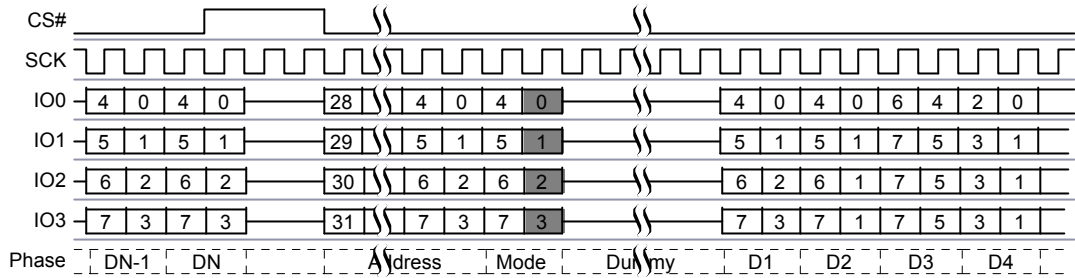 CS#
SCK
IO0 4 0 4 0 28 4 0 4 0 4 0 4 0 6 4 2 0
IO1 5 1 5 1 29 5 1 5 1 5 1 5 1 7 5 3 1
IO2 6 2 6 2 30 6 2 6 2 6 2 6 1 7 5 3 1
IO3 7 3 7 3 31 7 3 7 3 7 3 7 1 7 5 3 1
Phase DN-1 DN Address Mode Dummy D1 D2 D3 D4